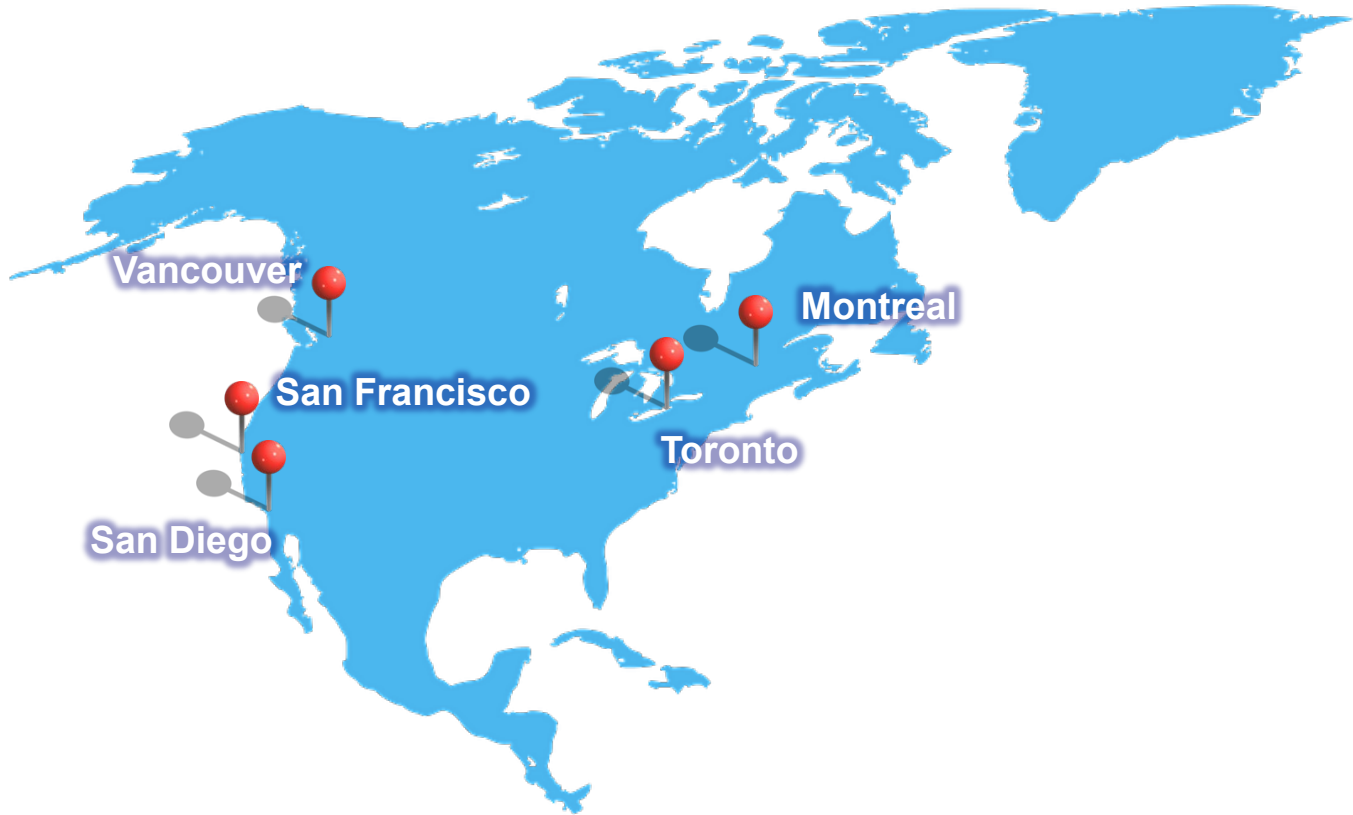 Vancouver
Montreal
San Francisco
Toronto
San Diego